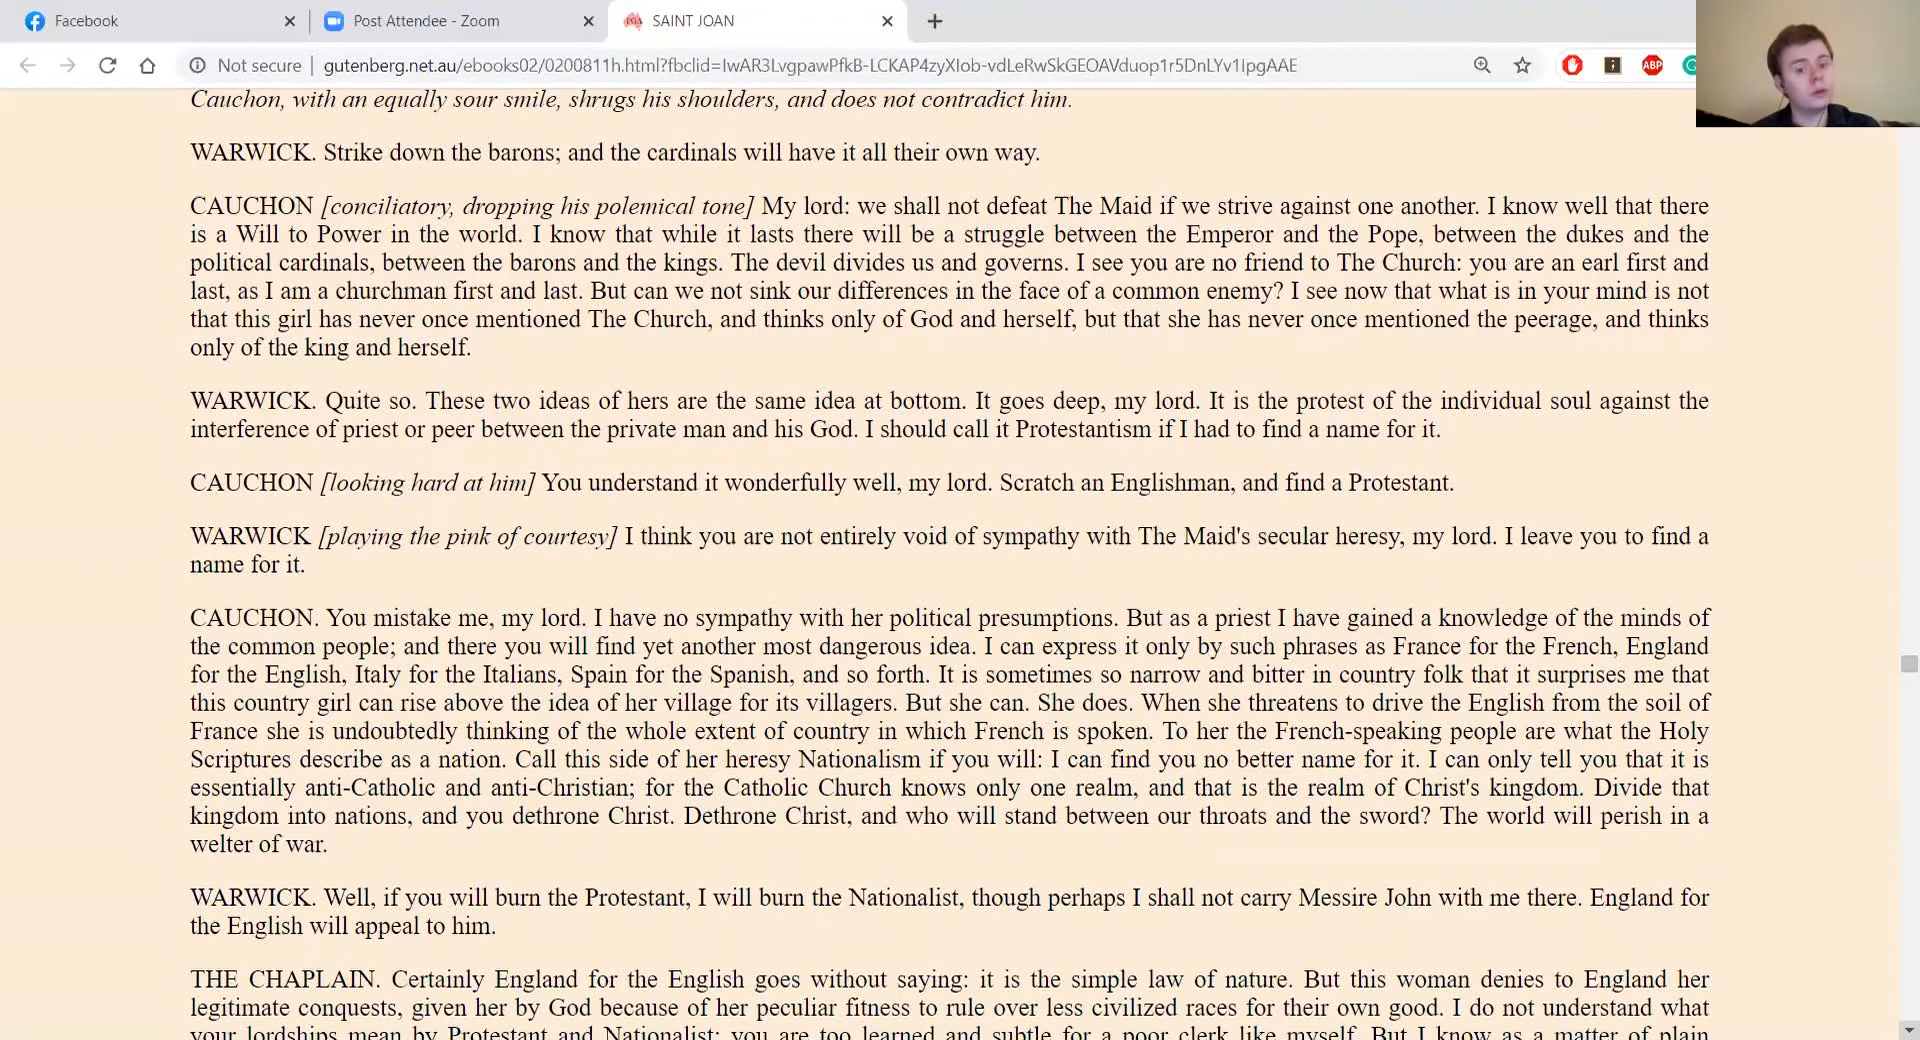 Facebook
Post Attendee - Zoom
SAINT JOAN
Not secure
gutenberg.net.au/ebooks02/0200811h.html?fbclid=IwAR3LvgpawPfkB-LCKAP4zyXIob-vdLeRwSkGEOAVduop1r5DnLYv1IpgAAE
ABP
Cauchon, with an equally sour smile, shrugs his shoulders, and does not contradict him.
WARWICK. Strike down the barons; and the cardinals will have it all their own way.
CAUCHON [conciliatory, dropping his polemical tone] My lord: we shall not defeat The Maid if we strive against one another. I know well that there
is a Will to Power in the world. I know that while it lasts there will be a struggle between the Emperor and the Pope, between the dukes and the
political cardinals, between the barons and the kings. The devil divides us and governs. I see you are no friend to The Church: you are an earl first and
last, as I am a churchman first and last. But can we not sink our differences in the face of a common enemy? I see now that what is in your mind is not
that this girl has never once mentioned The Church, and thinks only of God and herself, but that she has never once mentioned the peerage, and thinks
only of the king and herself.
WARWICK. Quite so. These two ideas of hers are the same idea at bottom. It goes deep, my lord. It is the protest of the individual soul against the
interference of priest or peer between the private man and his God. I should call it Protestantism if I had to find a name for it.
CAUCHON [looking hard at him] You understand it wonderfully well, my lord. Scratch an Englishman, and find a Protestant.
WARWICK [playing the pink of courtesy] I think you are not entirely void of sympathy with The Maid's secular heresy, my lord. I leave you to find a
name for it.
CAUCHON. You mistake me, my lord. I have no sympathy with her political presumptions. But as a priest I have gained a knowledge of the minds of
the common people; and there you will find yet another most dangerous idea. I can express it only by such phrases as France for the French, England
for the English, Italy for the Italians, Spain for the Spanish, and so forth. It is sometimes so narrow and bitter in country folk that it surprises me that
this country girl can rise above the idea of her village for its villagers. But she can. She does. When she threatens to drive the English from the soil of
France she is undoubtedly thinking of the whole extent of country in which French is spoken. To her the French-speaking people are what the Holy
Scriptures describe as a nation. Call this side of her heresy Nationalism if you will: I can find you no better name for it. I can only tell you that it is
essentially anti-Catholic and anti-Christian; for the Catholic Church knows only one realm, and that is the realm of Christ's kingdom. Divide that
kingdom into nations, and you dethrone Christ. Dethrone Christ, and who will stand between our throats and the sword? The world will perish in a
welter of war.
WARWICK. Well, if you will burn the Protestant, I will burn the Nationalist, though perhaps I shall not carry Messire John with me there. England for
the English will appeal to him.
THE CHAPLAIN. Certainly England for the English goes without saying: it is the simple law of nature. But this woman denies to England her
legitimate conquests, given her by God because of her peculiar fitness to rule over less civilized races for their own good. I do not understand what
your lordships mean by Protestant and Nationalist: you are too learned and subtle for a poor clerk like myself. But I know as a matter of plain